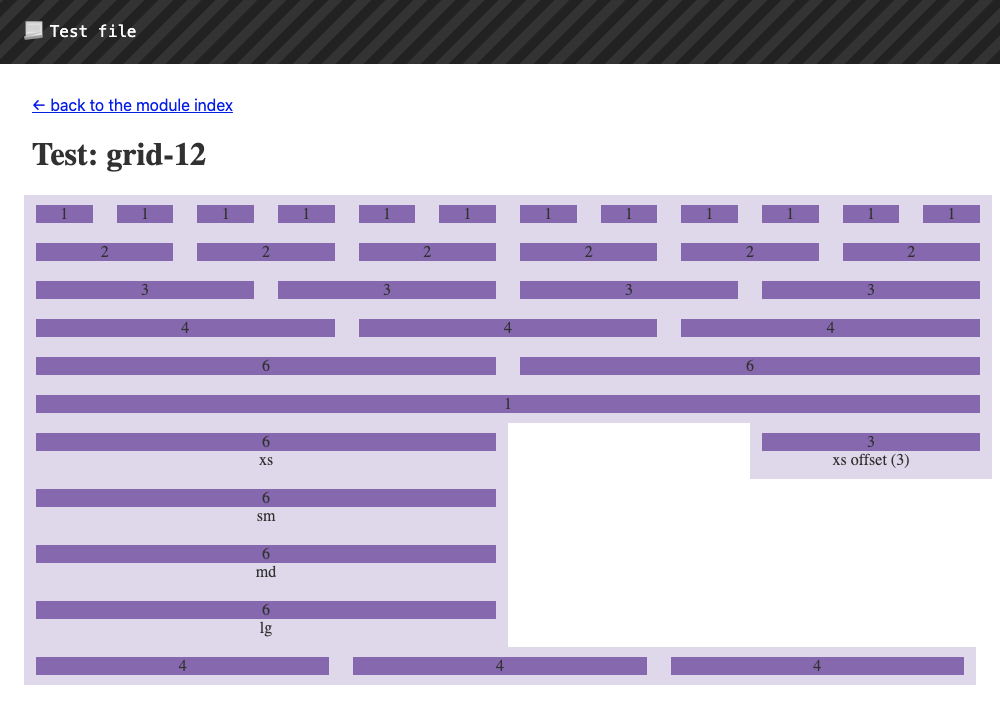 Test file
← back to the module index
Test: grid-12
1 1 1 1 1 1 1 1 1 1 1 1
2 2 2 2 2 2
3 3 3 3
4 4 4
6 6
1
6 3
xs xs offset (3)
6
sm
6
md
6
lg
4 4 4